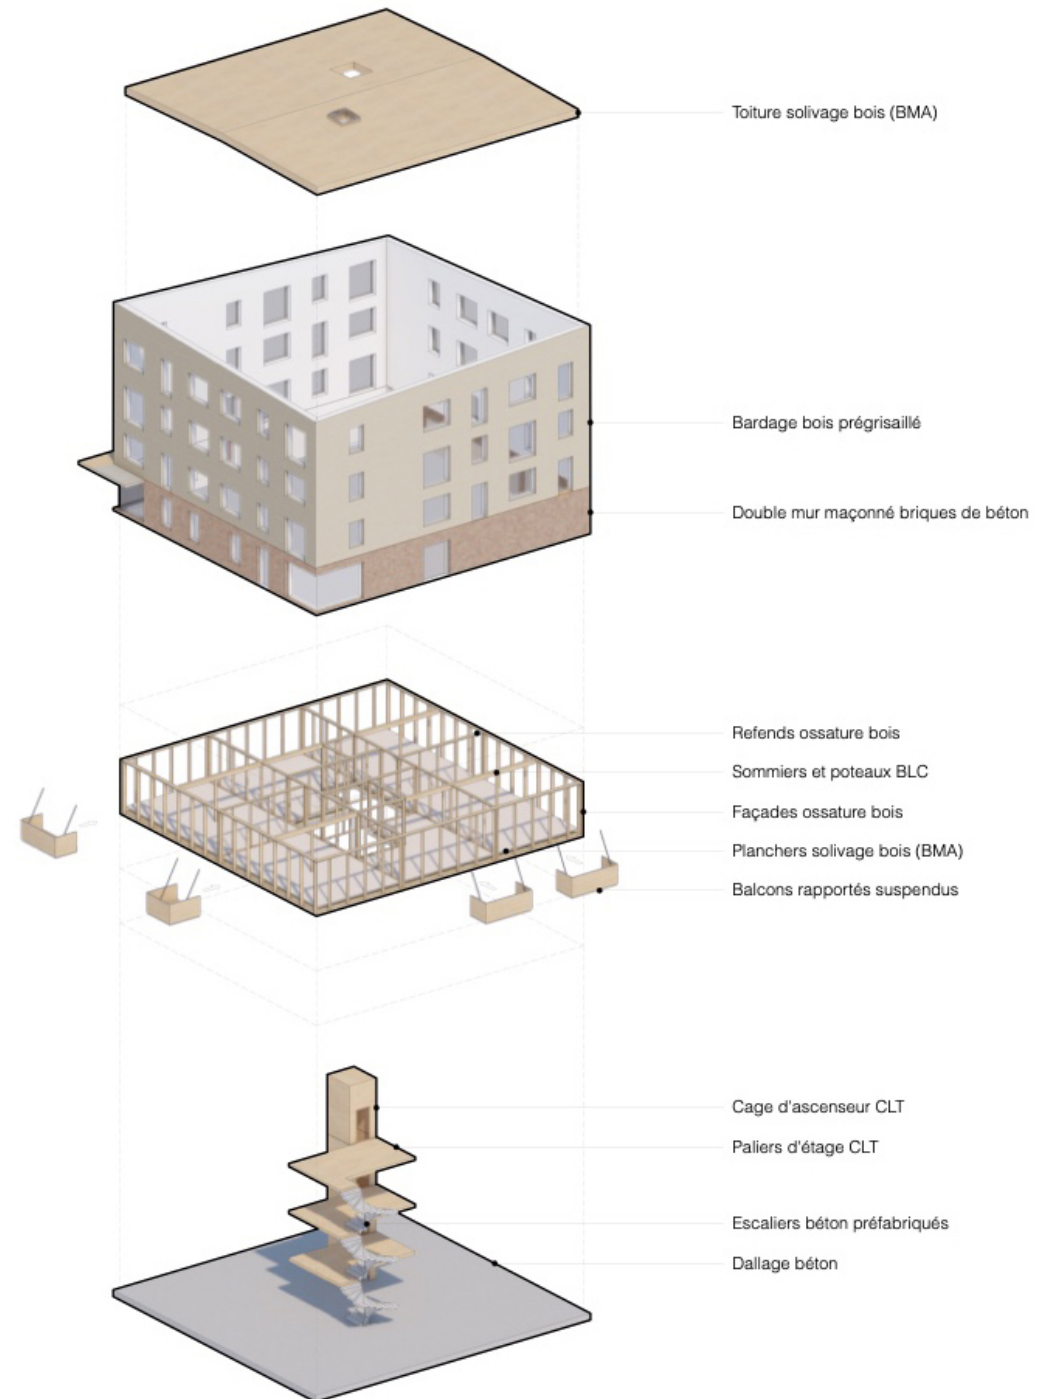 Toiture solivage bois (BMA)
Bardage bois prégrisaillé
Double mur maçonné briques de béton
Refends ossature bois
Sommiers et poteaux BLC
Façades ossature bois
Planchers solivage bois (BMA)
Balcons rapportés suspendus
Cage d'ascenseur CLT
Paliers d'étage CLT
Escaliers béton préfabriqués
Dallage béton